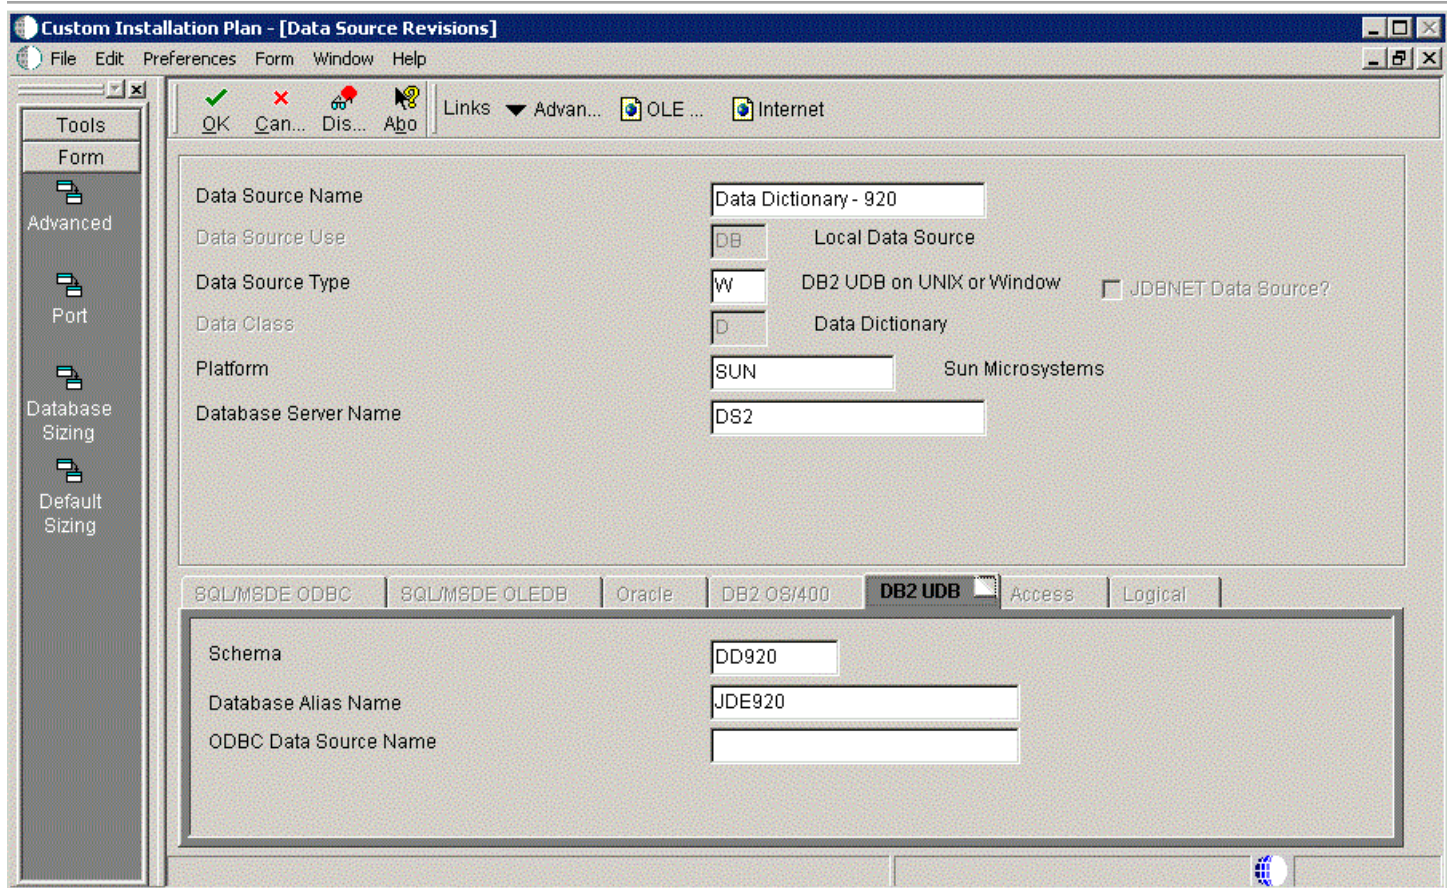 Custom Installation Plan - [Data Source Revisions]
File Edit Preferences Form Window Help
OK Can... Dis... Abo Links Advan... OLE ... Internet
Tools
Form
Advanced
Port
Database
Sizing
Default
Sizing
Data Source Name Data Dictionary - 920
Data Source Use DB Local Data Source
Data Source Type W DB2 UDB on UNIX or Window JDBNET Data Source?
Data Class D Data Dictionary
Platform SUN Sun Microsystems
Database Server Name DS2
SQL/MSDE ODBC SQL/MSDE OLEDB Oracle DB2 OS/400 DB2 UDB Access Logical
Schema DD920
Database Alias Name JDE920
ODBC Data Source Name